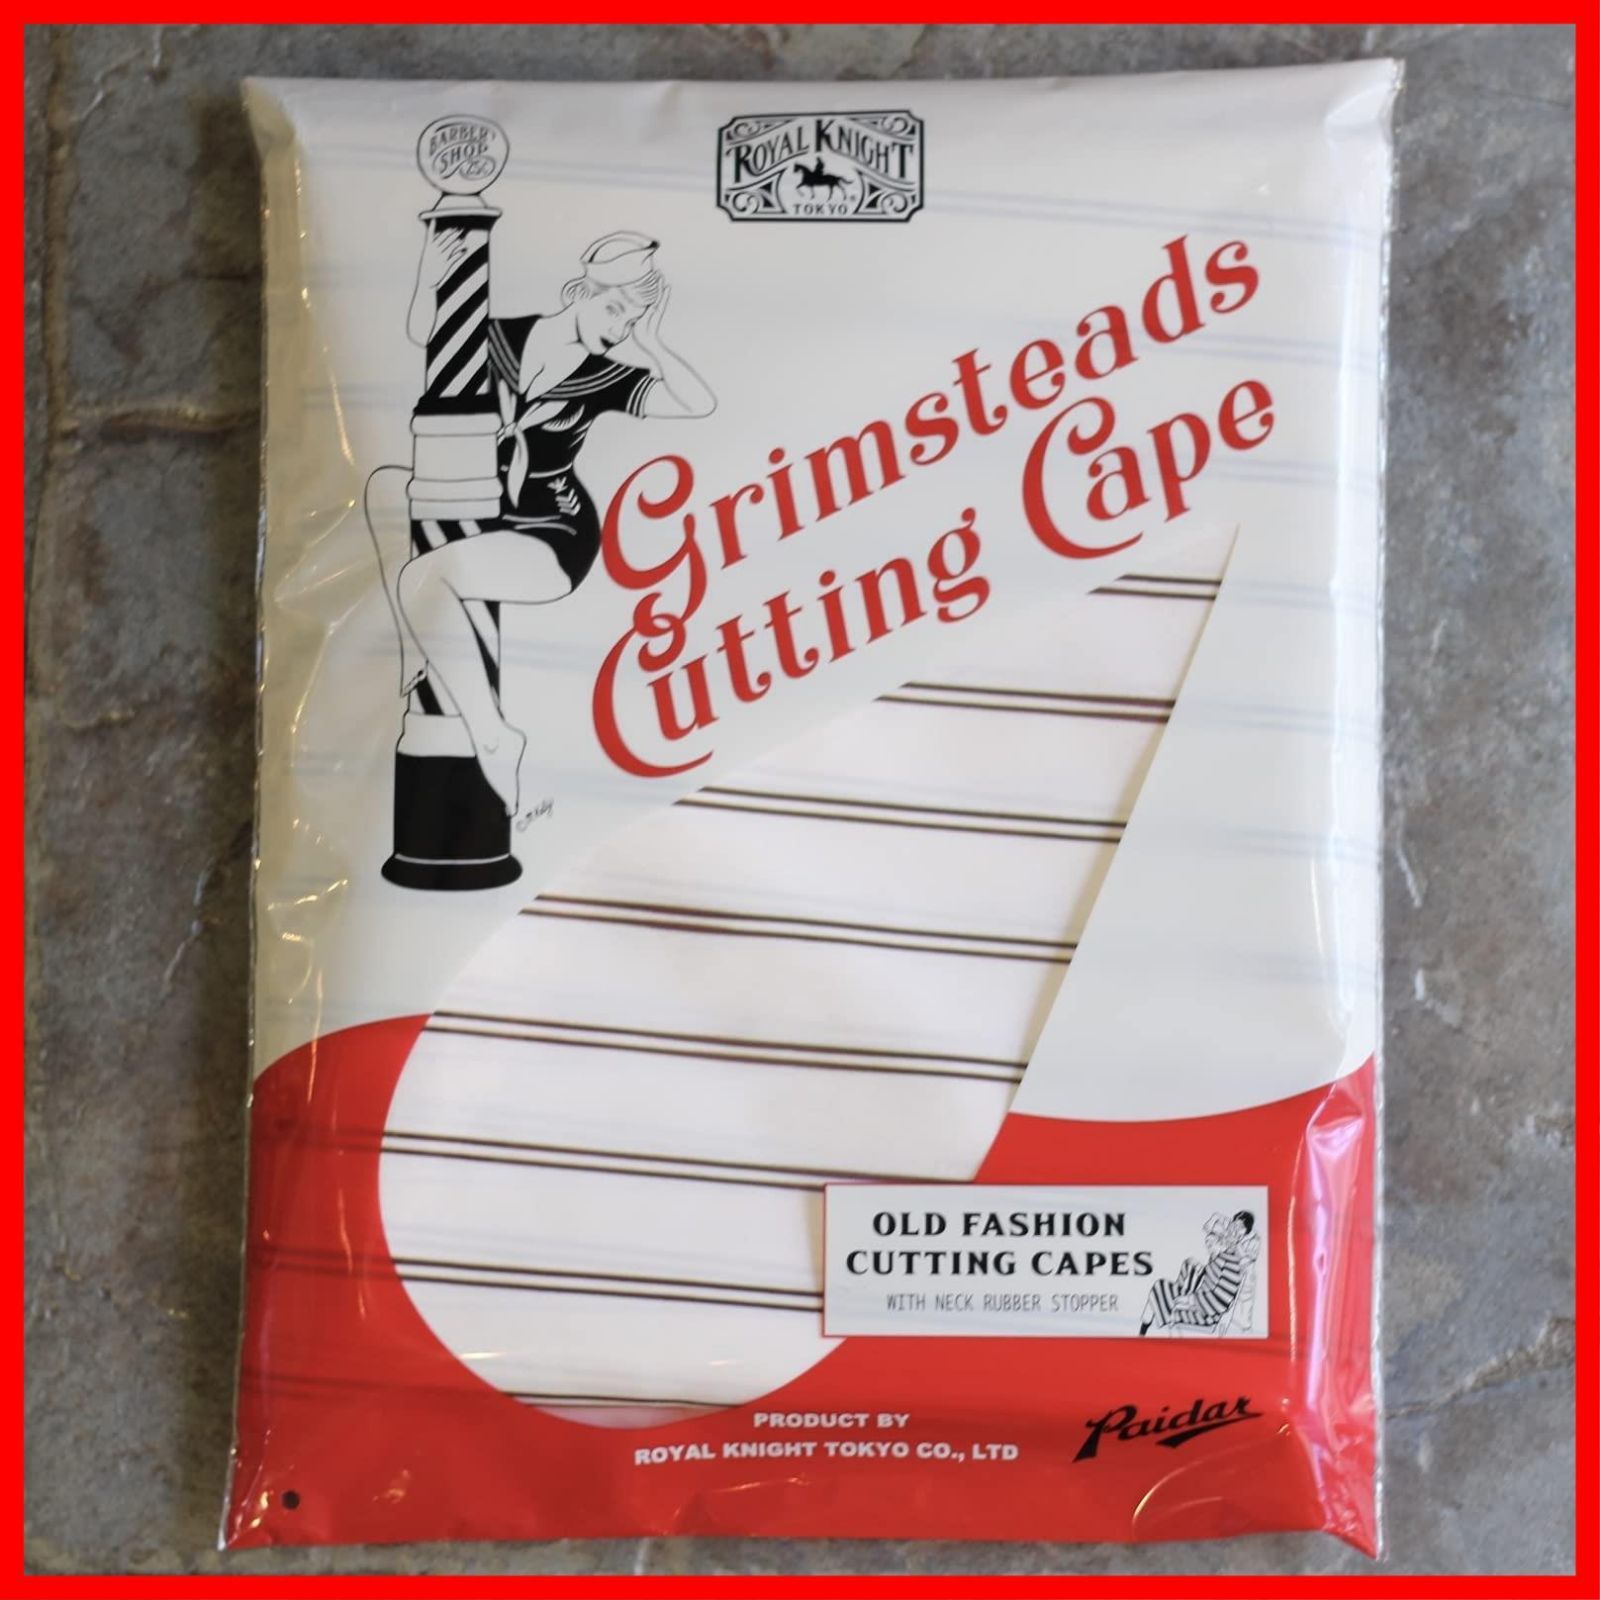 BARBER
SHOP
25¢
ROYAL KNIGHT
TOKYO
Grimsteads
Cutting Cape
OLD FASHION
CUTTING CAPES
WITH NECK RUBBER STOPPER
PRODUCT BY
ROYAL KNIGHT TOKYO CO., LTD
Paidar